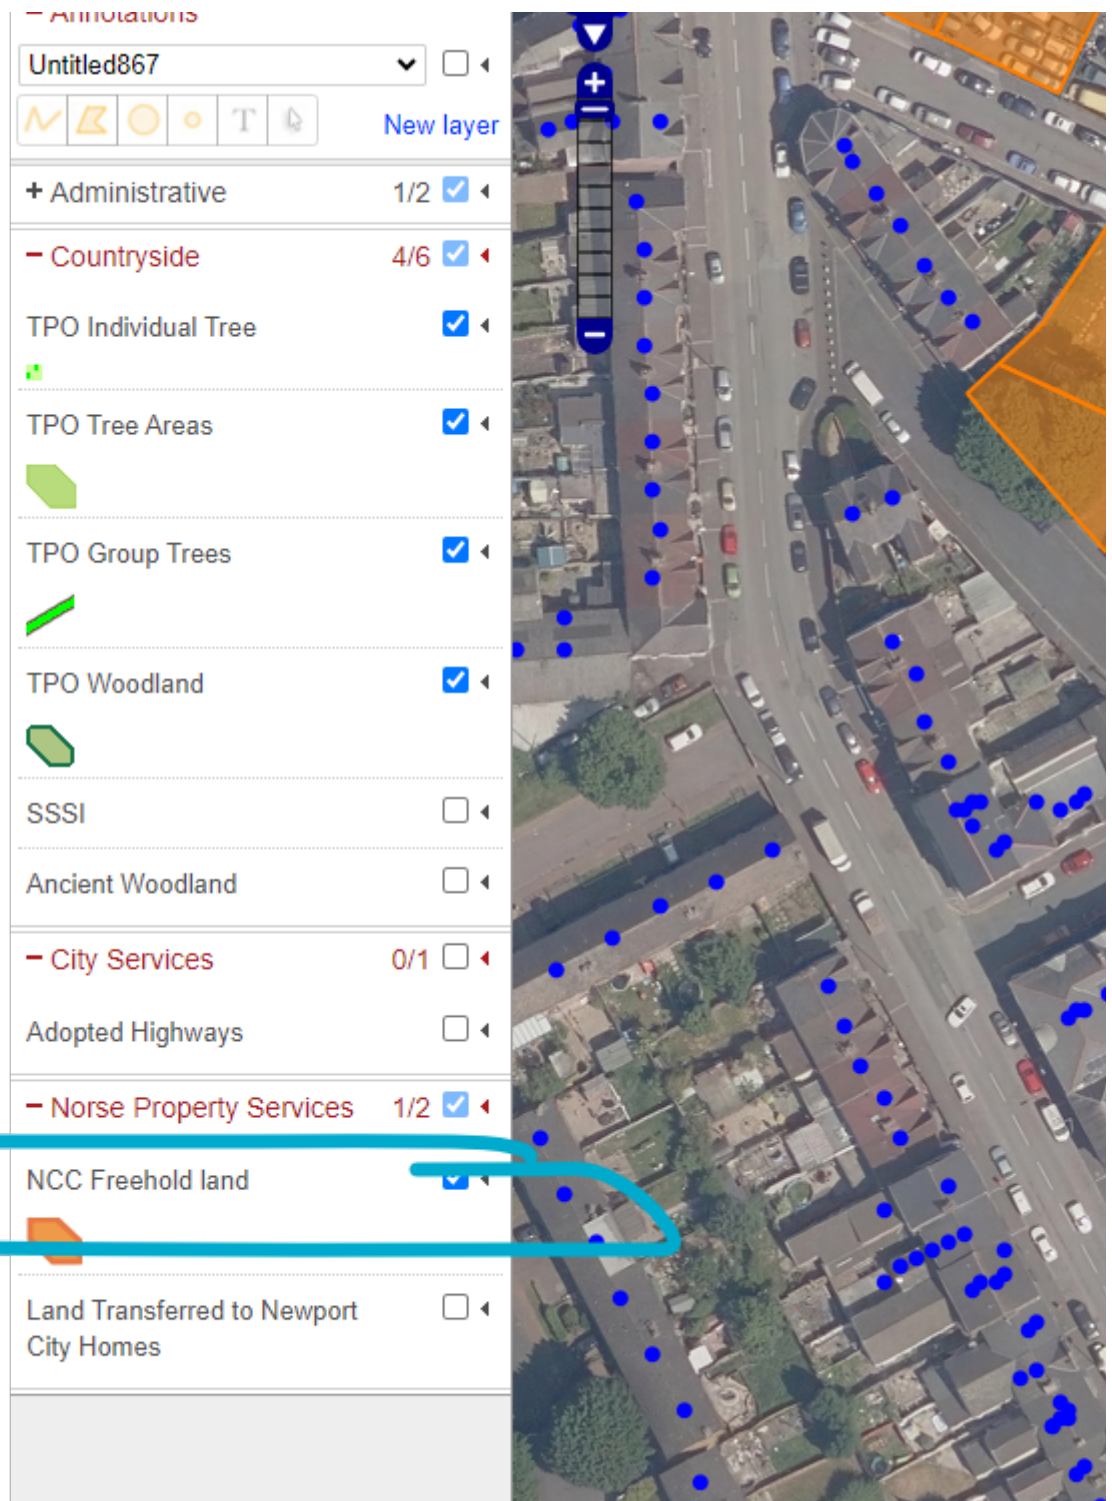 − Annotations
Untitled867
T
New layer
+ Administrative 1/2
− Countryside 4/6
TPO Individual Tree
TPO Tree Areas
TPO Group Trees
TPO Woodland
SSSI
Ancient Woodland
− City Services 0/1
Adopted Highways
− Norse Property Services 1/2
NCC Freehold land
Land Transferred to Newport
City Homes